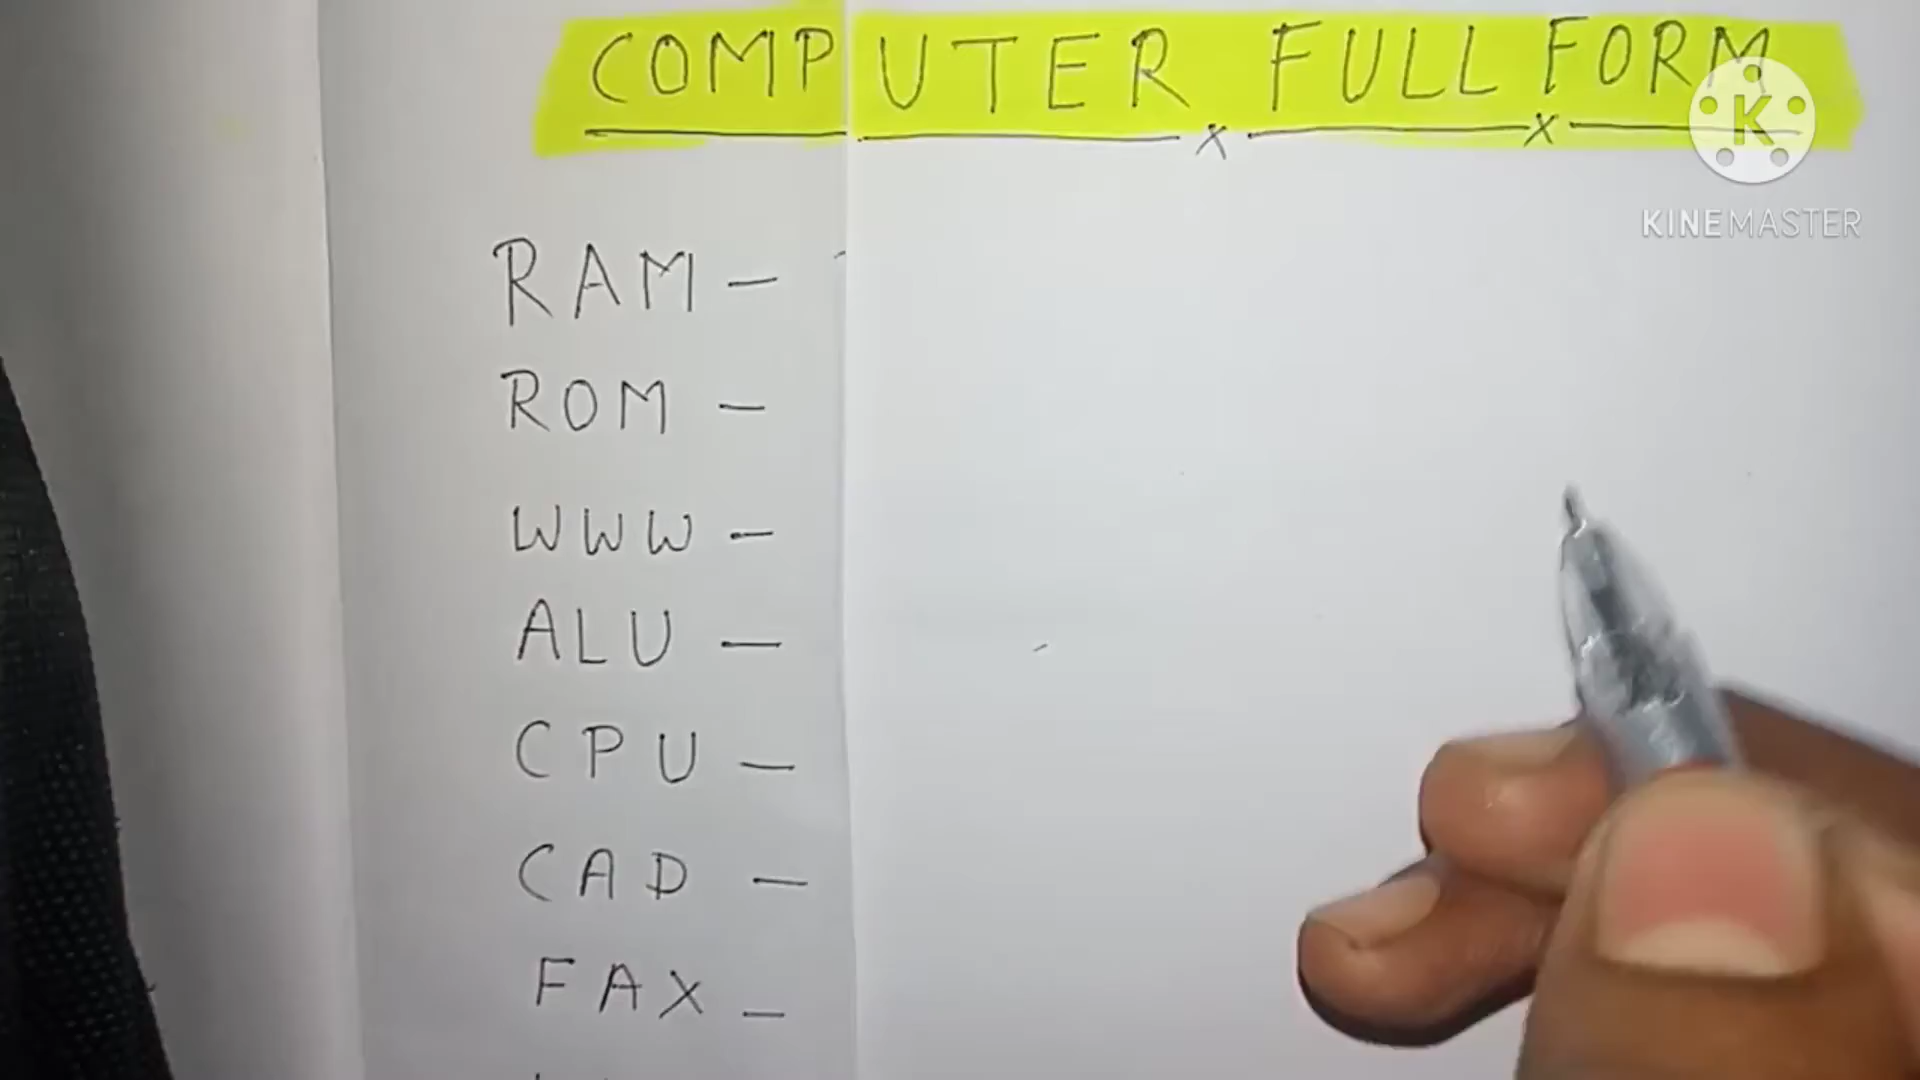 COMPUTER FULL FORM
K
KINEMASTER
RAM -
ROM -
WWW -
ALU -
CPU -
CAD -
FAX -